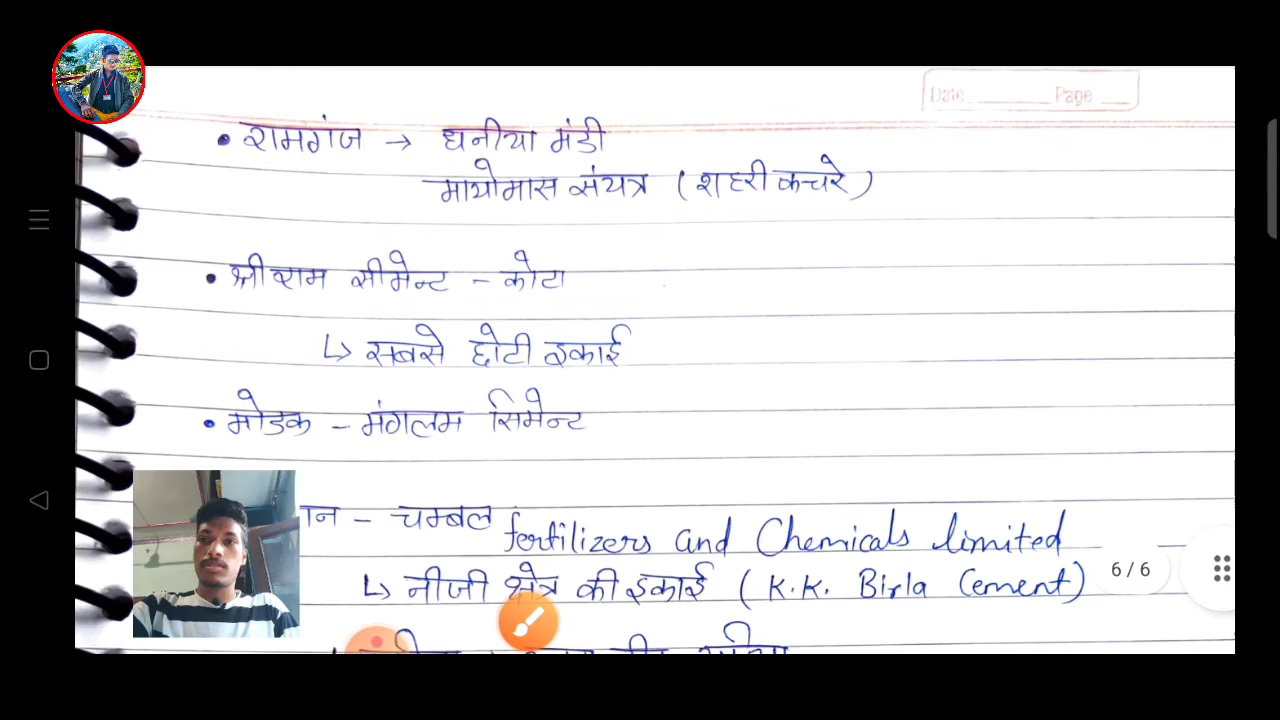 Date Page
• रामगंज → धनीया मंडी
मायोमास संयत्र (शहरी कचरे)
• श्रीराम सीमेन्ट - कोटा
↳ सबसे छोटी इकाई
• मोडक - मंगलम सिमेन्ट
ान - चम्बल fertilizers and Chemicals limited
↳ नीजी क्षेत्र की इकाई (K.K. Birla Cement)
6 / 6